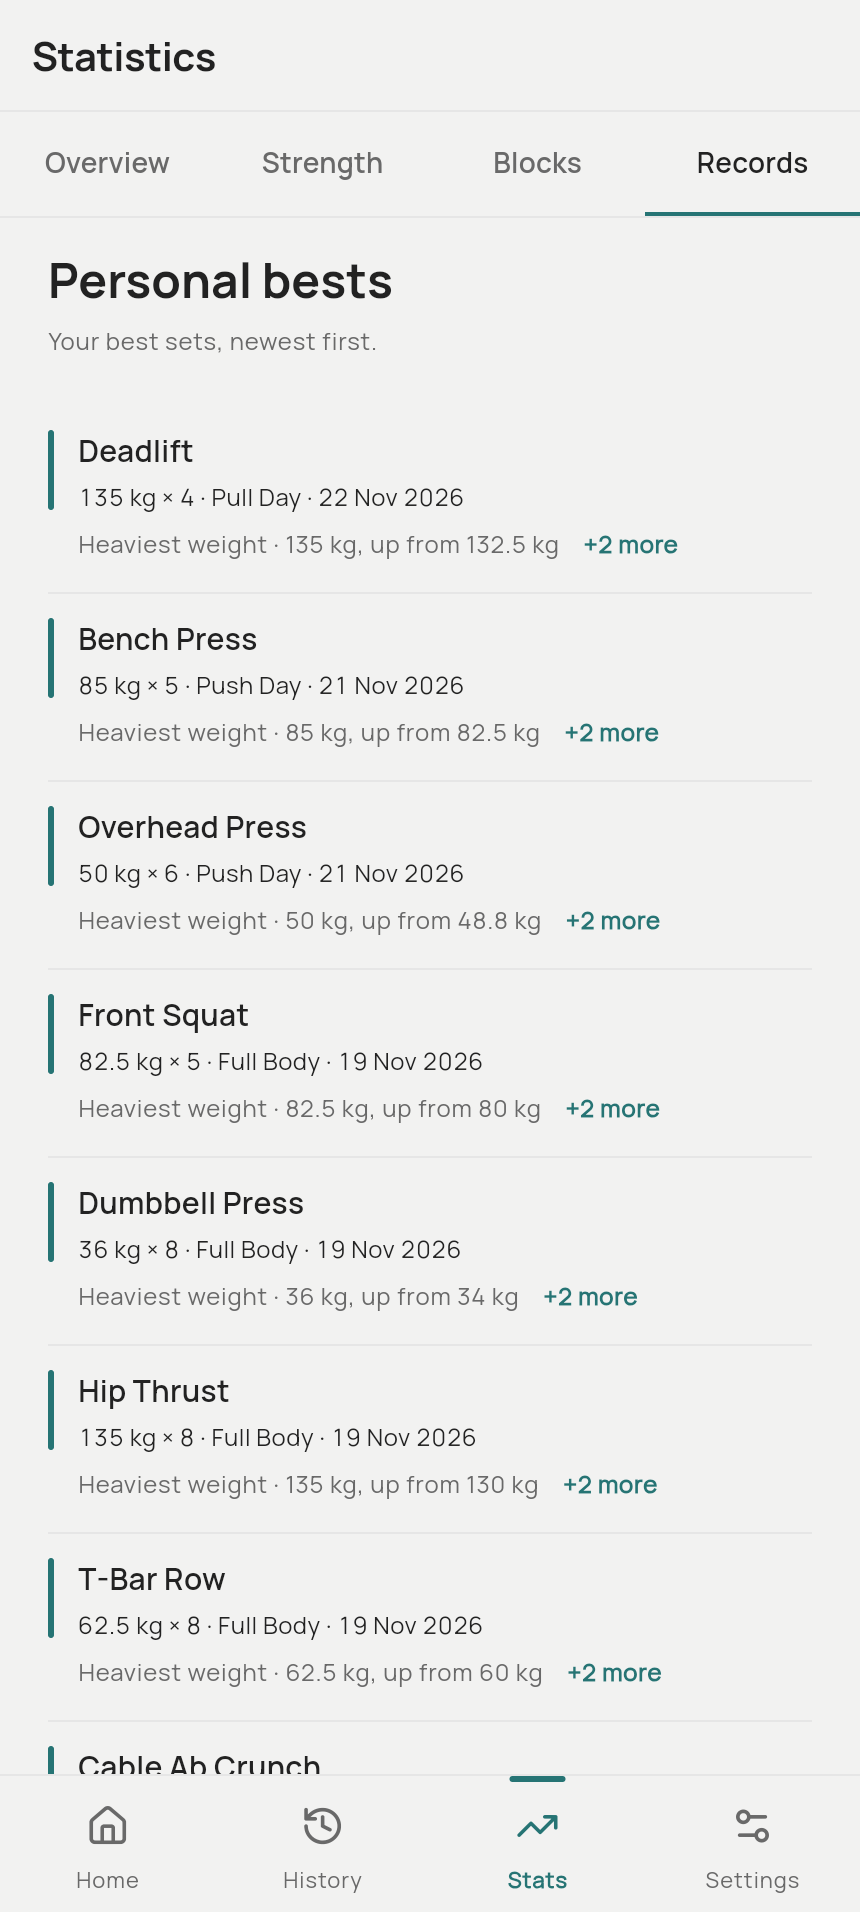 Statistics
Overview Strength Blocks Records
Personal bests
Your best sets, newest first.
Deadlift
135 kg × 4 · Pull Day · 22 Nov 2026
Heaviest weight · 135 kg, up from 132.5 kg +2 more
Bench Press
85 kg × 5 · Push Day · 21 Nov 2026
Heaviest weight · 85 kg, up from 82.5 kg +2 more
Overhead Press
50 kg × 6 · Push Day · 21 Nov 2026
Heaviest weight · 50 kg, up from 48.8 kg +2 more
Front Squat
82.5 kg × 5 · Full Body · 19 Nov 2026
Heaviest weight · 82.5 kg, up from 80 kg +2 more
Dumbbell Press
36 kg × 8 · Full Body · 19 Nov 2026
Heaviest weight · 36 kg, up from 34 kg +2 more
Hip Thrust
135 kg × 8 · Full Body · 19 Nov 2026
Heaviest weight · 135 kg, up from 130 kg +2 more
T-Bar Row
62.5 kg × 8 · Full Body · 19 Nov 2026
Heaviest weight · 62.5 kg, up from 60 kg +2 more
Cable Ab Crunch
Home History Stats Settings